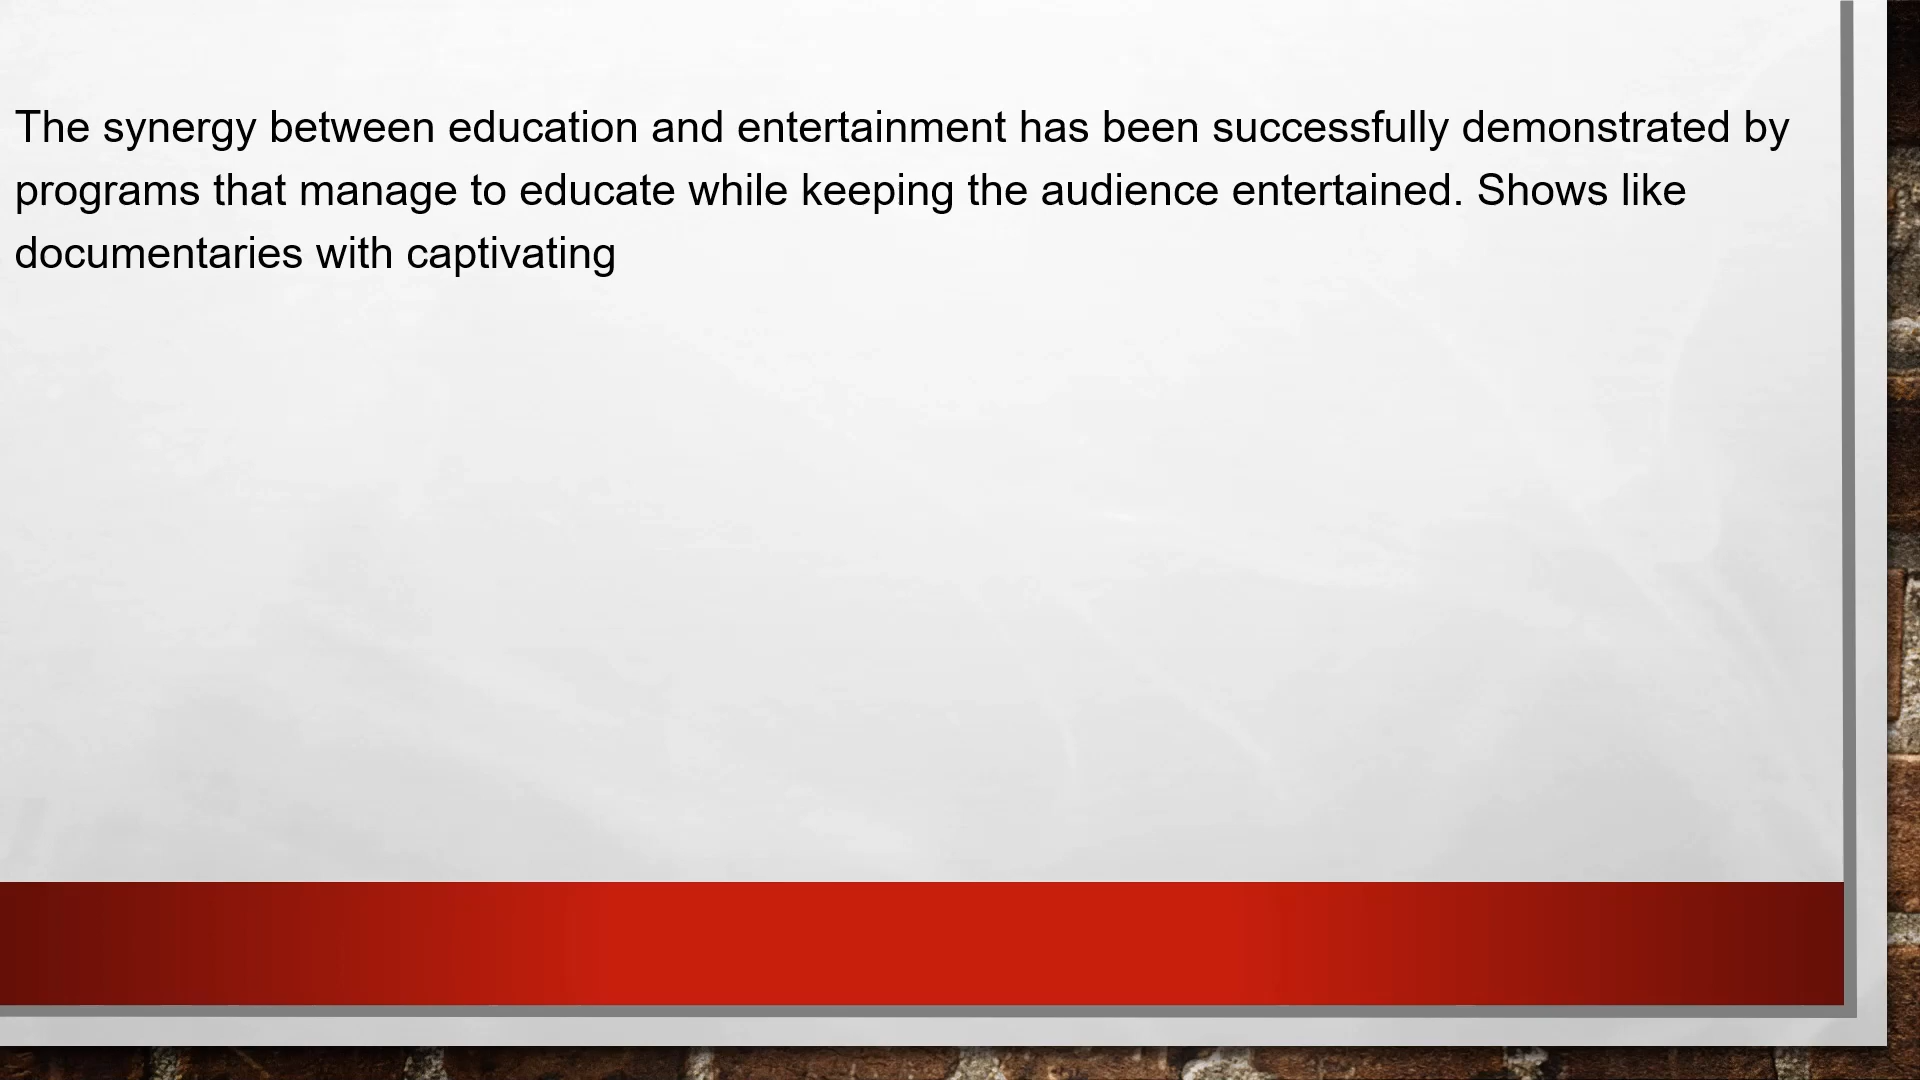 The synergy between education and entertainment has been successfully demonstrated by
programs that manage to educate while keeping the audience entertained. Shows like
documentaries with captivating